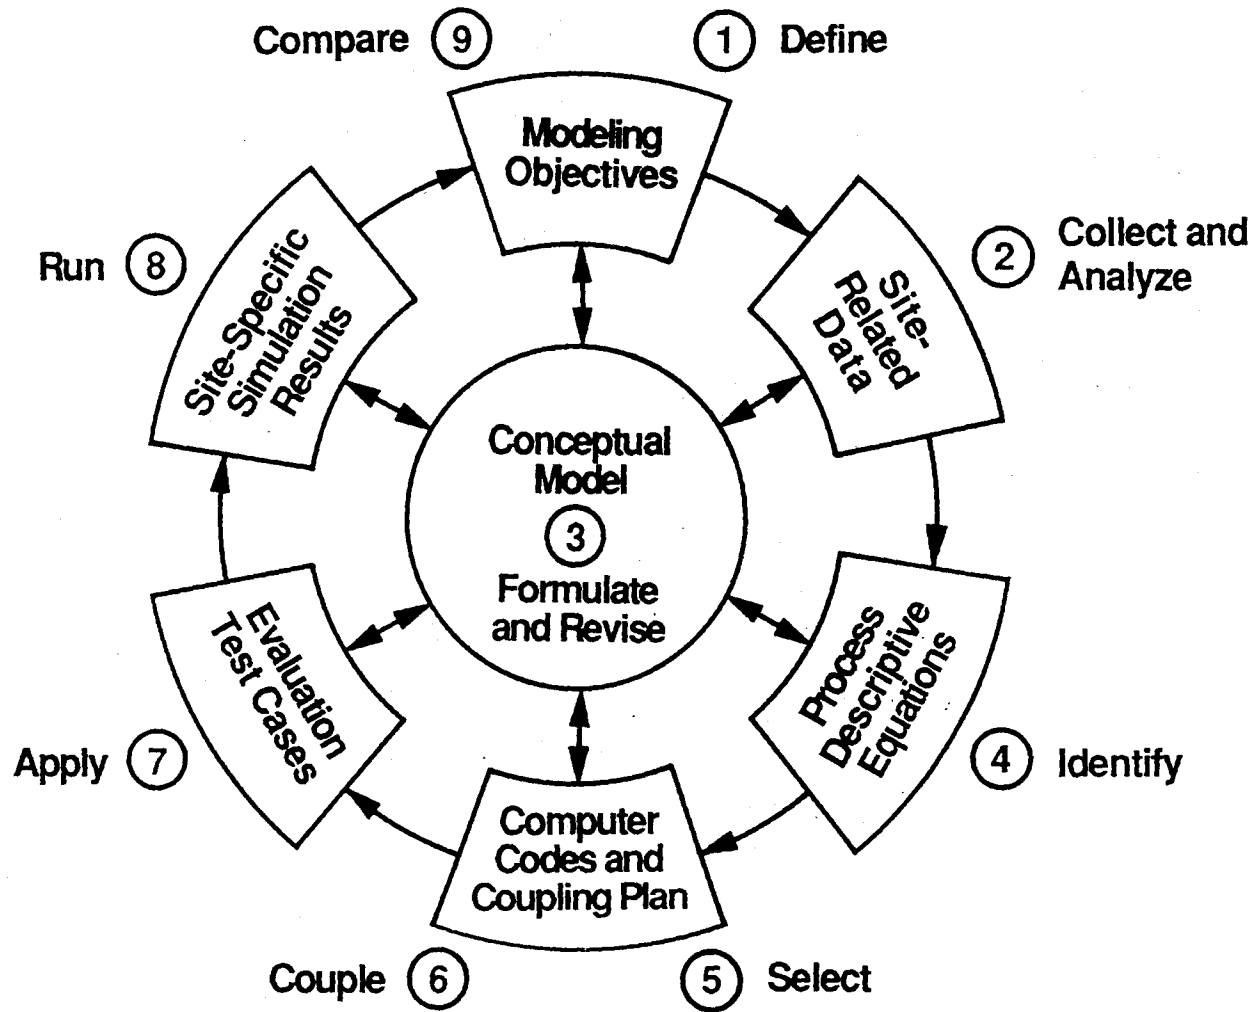 Compare 9
1 Define
Modeling
Objectives
2 Collect and
Analyze
Site-
Related
Data
Conceptual
Model
3
Formulate
and Revise
Process
Descriptive
Equations
4 Identify
Computer
Codes and
Coupling Plan
5 Select
Couple 6
Evaluation
Test Cases
Apply 7
Site-Specific
Simulation
Results
Run 8